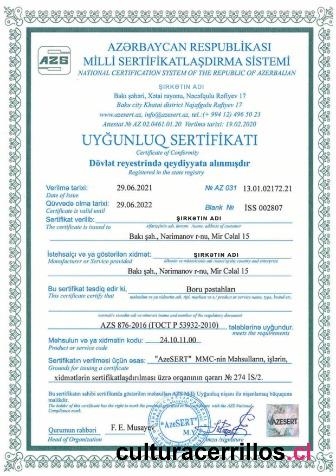 AZS
AZƏRBAYCAN RESPUBLİKASI
MİLLİ SERTİFİKATLAŞDIRMA SİSTEMİ
NATIONAL CERTIFICATION SYSTEM OF THE REPUBLIC OF AZERBAIJAN
ŞİRKƏTİN ADI
Bakı şəhəri, Xətai rayonu, Nəcəfqulu Rəfiyev 17
Baku city Khatai district Najafgulu Rafiyev 17
www.azesert.az, info@azesert.az, tel: (+ 994 12) 496 50 23
Attestat № AZ 02.0461.01.20 Verilmə tarixi: 19.02.2020
UYĞUNLUQ SERTİFİKATI
Certificate of Conformity
Dövlət reyestrində qeydiyyata alınmışdır
Registered in the state registry
Verilmə tarixi: 29.06.2021 № AZ 031 13.01.02172.21
Date of issue
Qüvvədə olma tarixi: 29.06.2022 Blank № İSS 002807
Certificate is valid until
Sertifikat verilib: ŞİRKƏTİN ADI
The certificate is issued to
Bakı şəh., Nərimanov r-nu, Mir Cəlal 15
İstehsalçı və ya göstərilən xidmət: ŞİRKƏTİN ADI
Manufacturer or Service provided
Bakı şəh., Nərimanov r-nu, Mir Cəlal 15
Bu sertifikat təsdiq edir ki, Boru postahları
This certificate certify that
AZS 876-2016 (ГОСТ Р 53932-2010) tələblərinə uyğundur.
meets the requirements
Məhsulun və ya xidmətin kodu: 24.10.11.00
Product or service code
Sertifikatın verilməsi üçün əsas: "AzeSERT" MMC-nin Məhsulların, işlərin,
Grounds for issuing a certificate
xidmətlərin sertifikatlaşdırılması üzrə orqanının qərarı № 274 İS/2.
Qurumun rəhbəri F. E. Musayev
Head of Organization
"AzeSERT"
AZS
culturacerrillos.cl